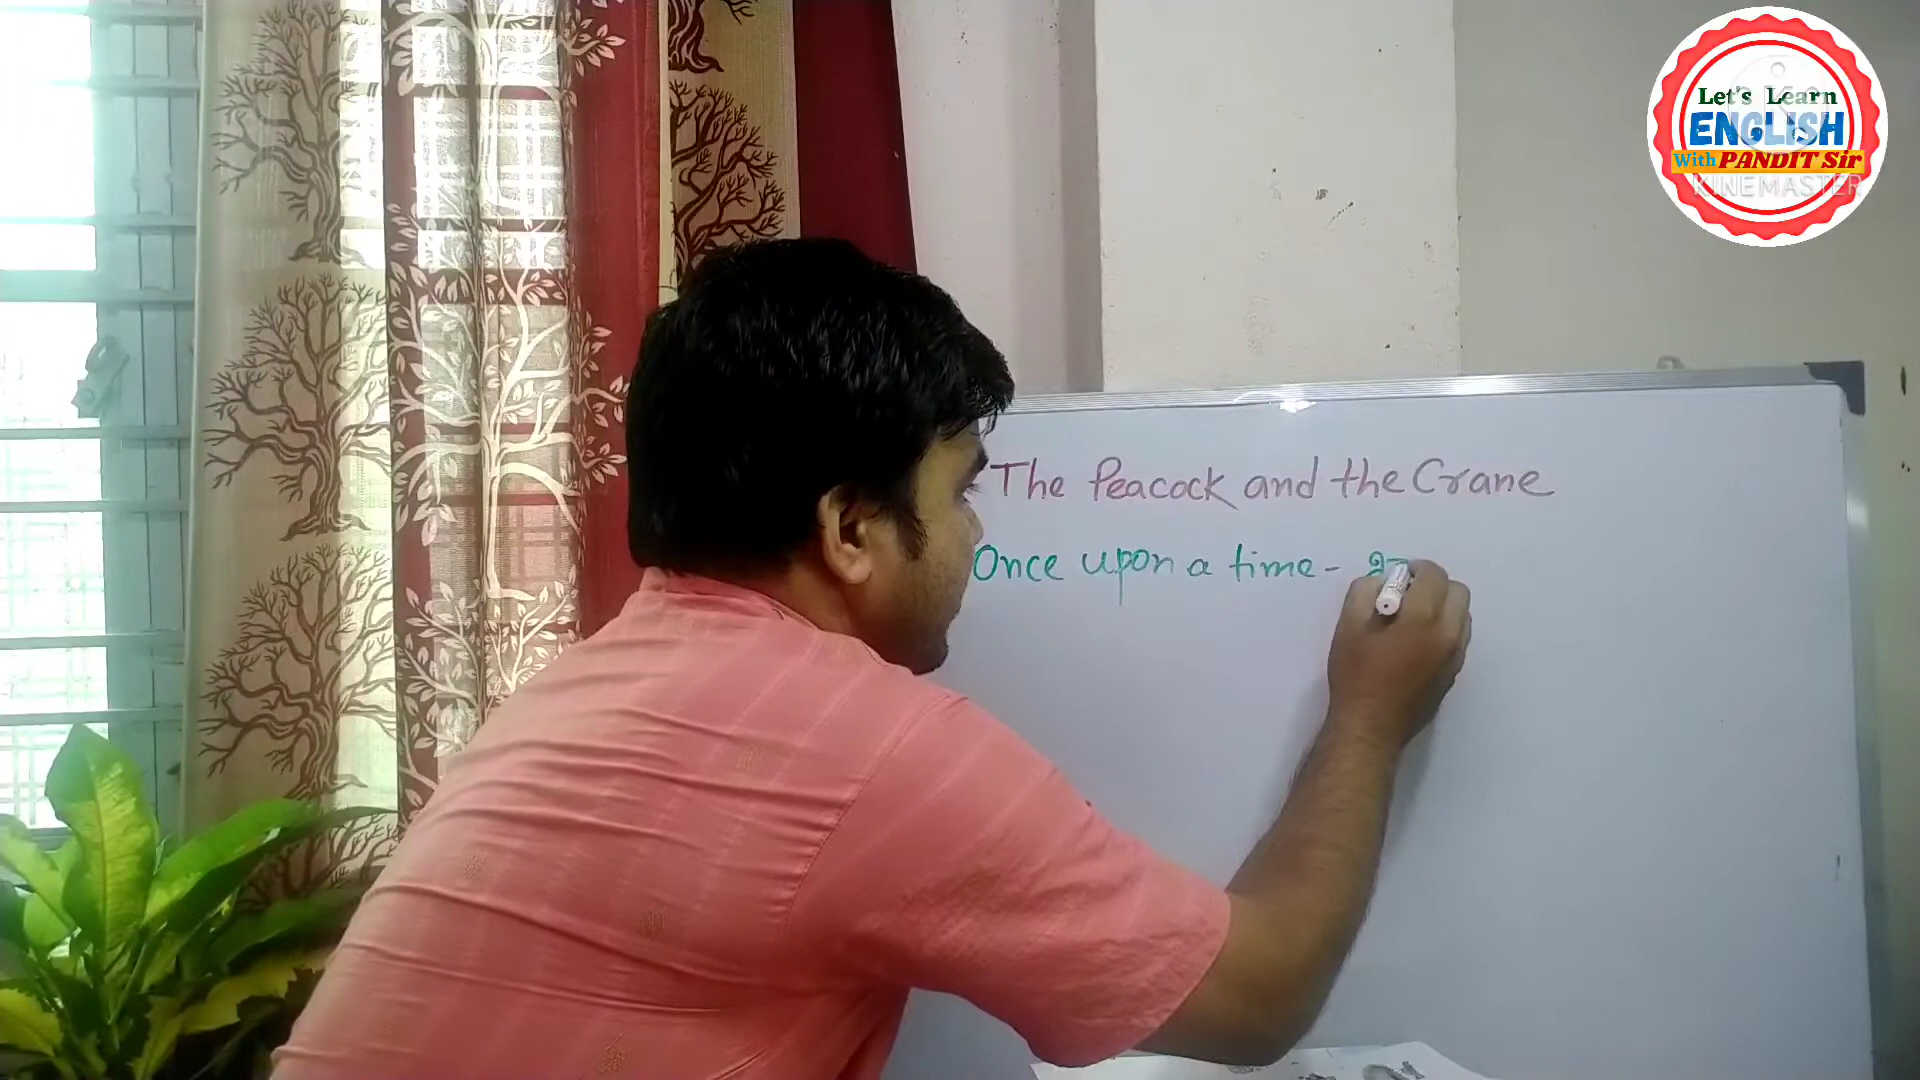 Let's Learn
ENGLISH
With PANDIT Sir
KINEMASTER
The Peacock and the Crane
Once upon a time -